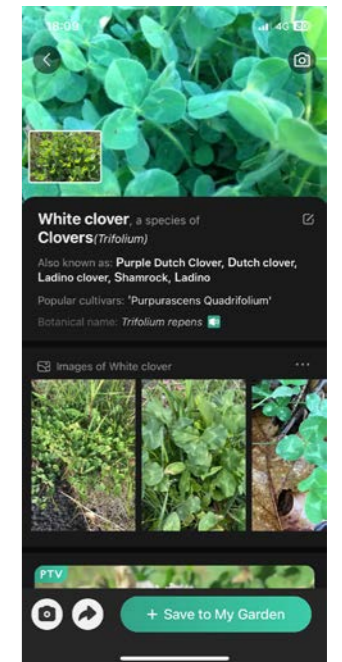 18:09
4G
White clover, a species of
Clovers(Trifolium)
Also known as: Purple Dutch Clover, Dutch clover,
Ladino clover, Shamrock, Ladino
Popular cultivars: 'Purpurascens Quadrifolium'
Botanical name: Trifolium repens
Images of White clover
PTV
+ Save to My Garden